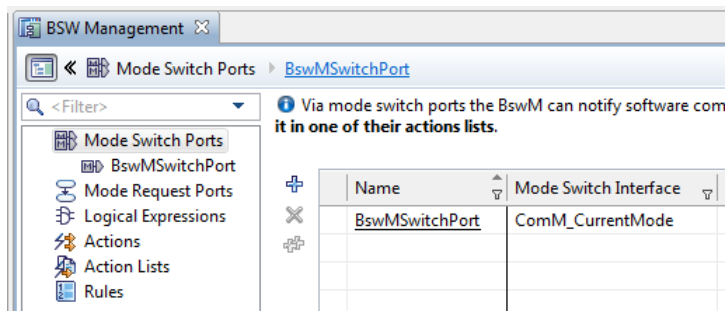 BSW Management
Mode Switch Ports BswMSwitchPort
<Filter>
Mode Switch Ports
BswMSwitchPort
Mode Request Ports
Logical Expressions
Actions
Action Lists
Rules
Via mode switch ports the BswM can notify software com
it in one of their actions lists.
Name Mode Switch Interface
BswMSwitchPort ComM_CurrentMode